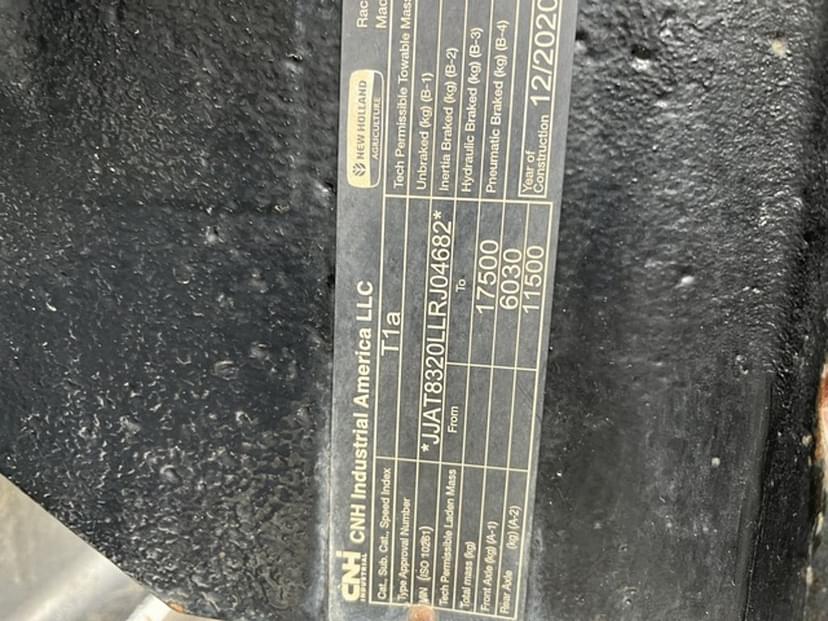 CNH
INDUSTRIAL
CNH Industrial America LLC
NEW HOLLAND
AGRICULTURE
Cat., Sub. Cat., Speed Index T1a
Type Approval Number
(ISO 10261) *JJAT8320LLRJ04682*
Tech Permissible Laden Mass From To
Total mass (kg) 17500
Front Axle (kg) (A-1) 6030
Rear Axle (kg) (A-2) 11500
Tech Permissible Towable Mass
Unbraked (kg) (B-1)
Inertia Braked (kg) (B-2)
Hydraulic Braked (kg) (B-3)
Pneumatic Braked (kg) (B-4)
Year of
Construction 12/2020